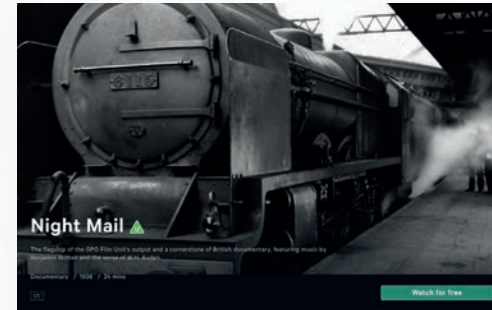 6115
Night Mail U
The flagship of the GPO Film Unit's output and a cornerstone of British documentary, featuring music by
Benjamin Britten and the verse of W.H. Auden.
Documentary / 1936 / 24 mins
CC
Watch for free